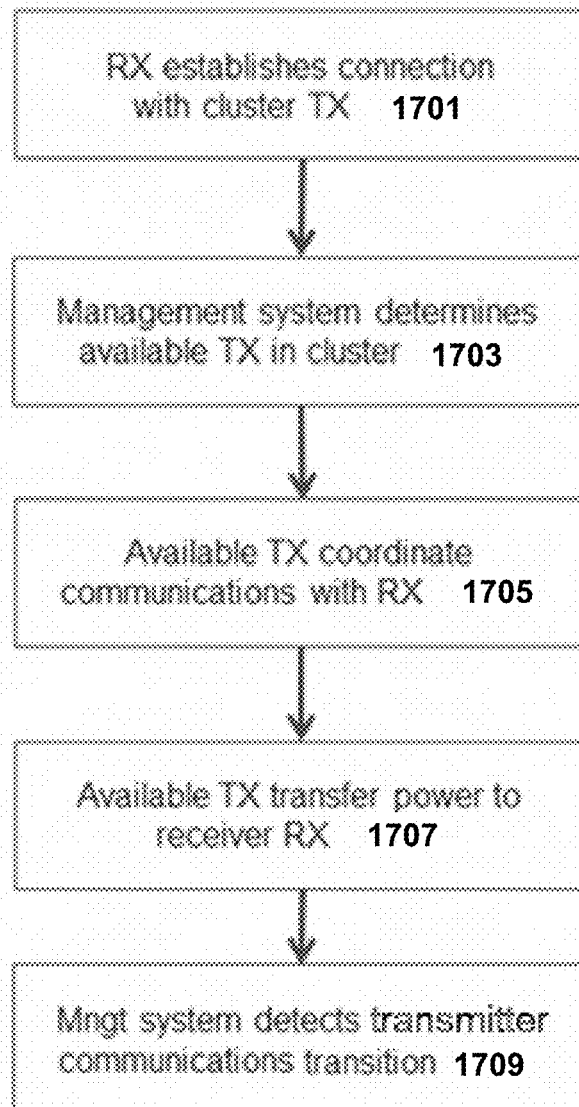 RX establishes connection
with cluster TX 1701
Management system determines
available TX in cluster 1703
Available TX coordinate
communications with RX 1705
Available TX transfer power to
receiver RX 1707
Mngt system detects transmitter
communications transition 1709